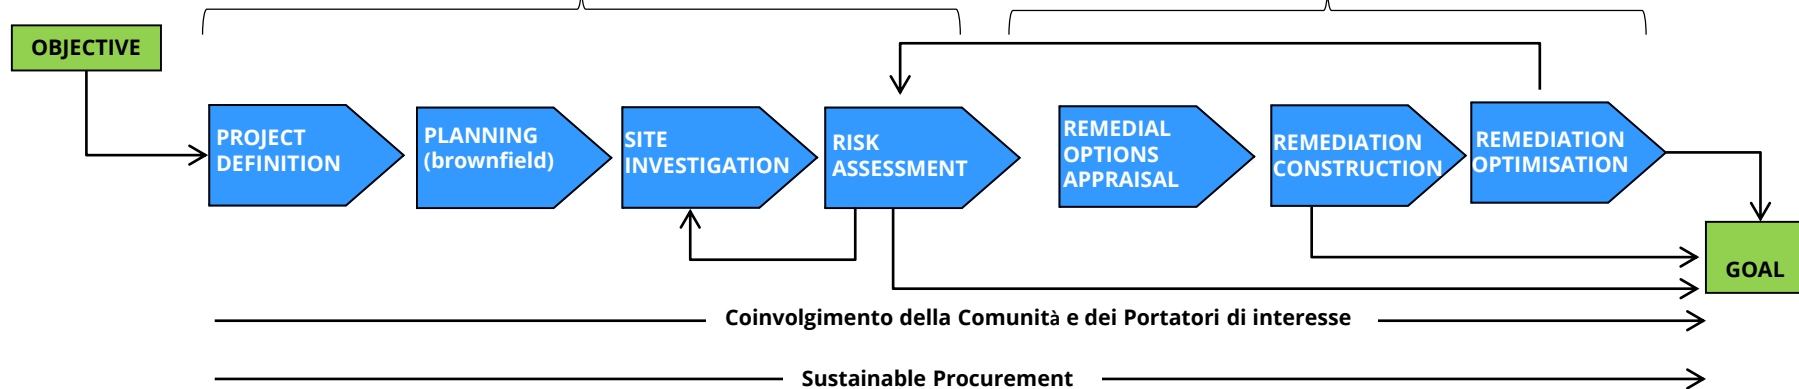 OBJECTIVE
PROJECT
DEFINITION
PLANNING
(brownfield)
SITE
INVESTIGATION
RISK
ASSESSMENT
REMEDIAL
OPTIONS
APPRAISAL
REMEDIATION
CONSTRUCTION
REMEDIATION
OPTIMISATION
GOAL
Coinvolgimento della Comunità e dei Portatori di interesse
Sustainable Procurement